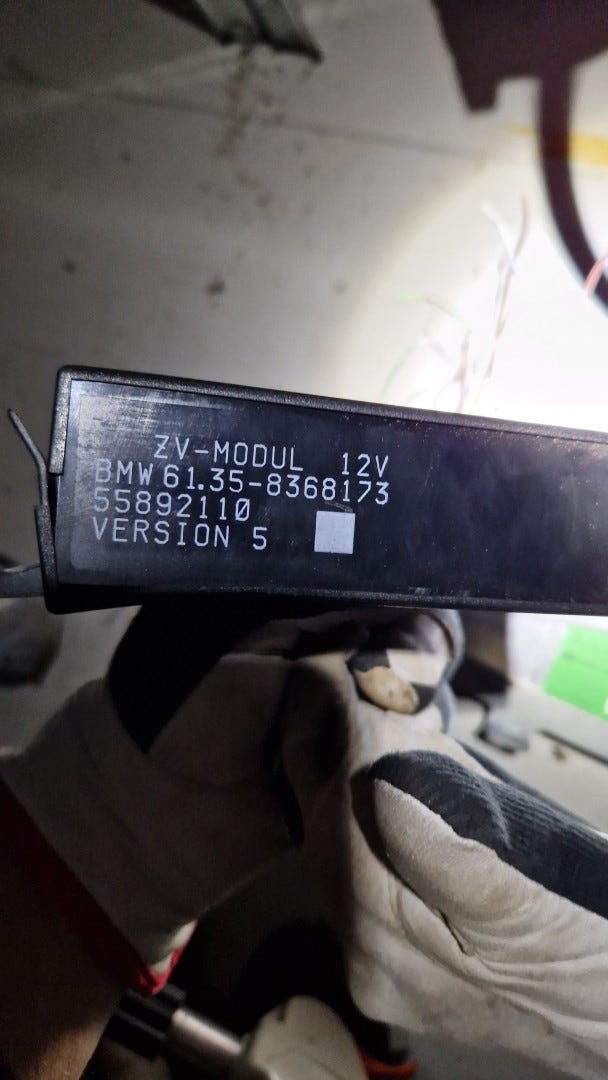 ZV-MODUL 12V
BMW 61.35-8368173
55892110
VERSION 5